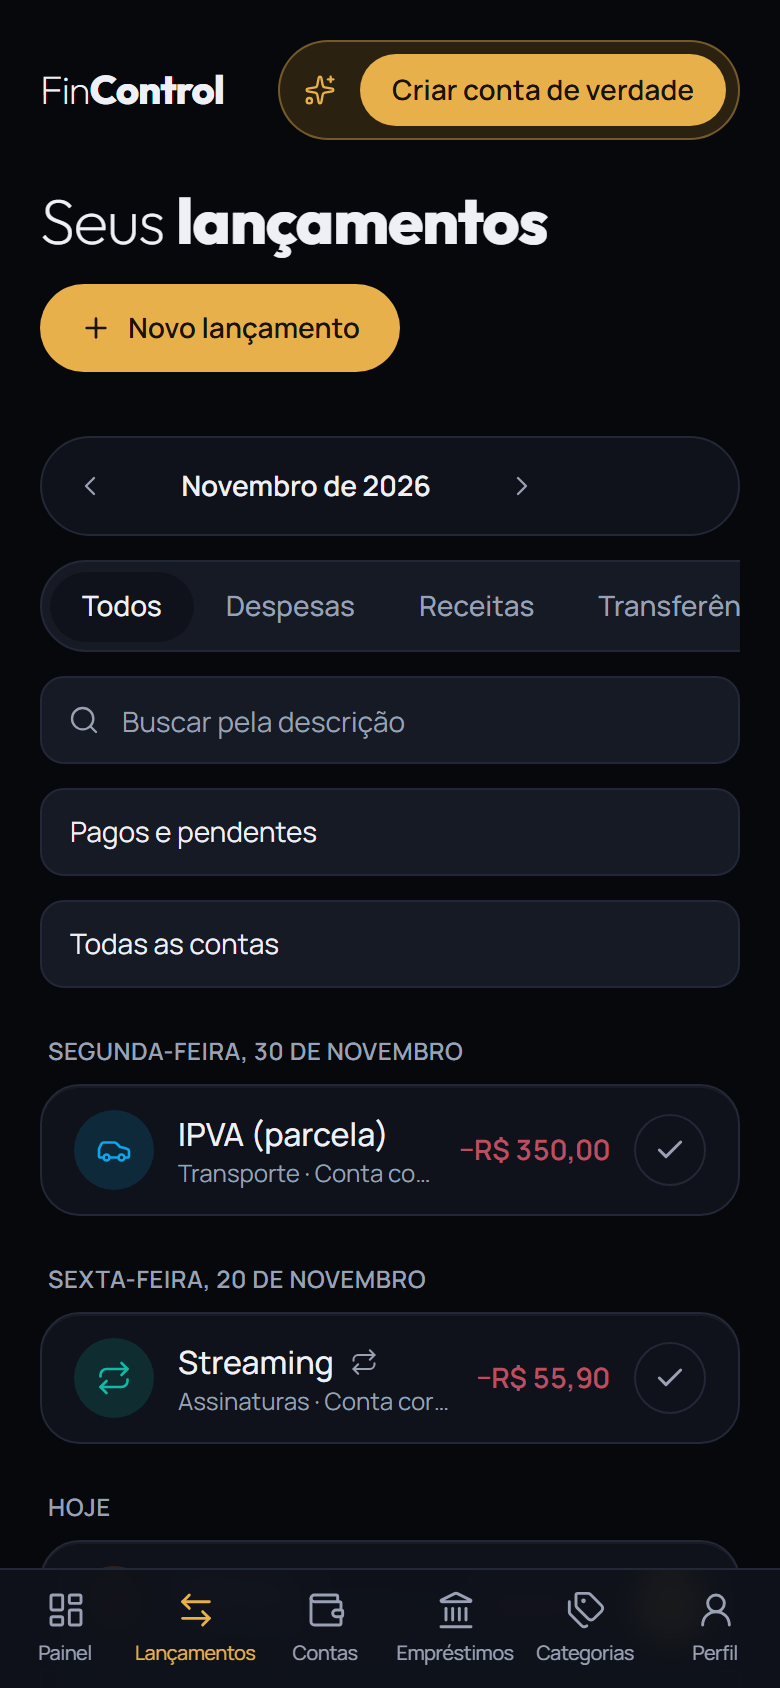 FinControl
Criar conta de verdade
Seus lançamentos
Novo lançamento
Novembro de 2026
Todos Despesas Receitas Transferên
Buscar pela descrição
Pagos e pendentes
Todas as contas
SEGUNDA-FEIRA, 30 DE NOVEMBRO
IPVA (parcela)
−R$ 350,00
Transporte · Conta co...
SEXTA-FEIRA, 20 DE NOVEMBRO
Streaming
−R$ 55,90
Assinaturas · Conta cor...
HOJE
Painel Lançamentos Contas Empréstimos Categorias Perfil